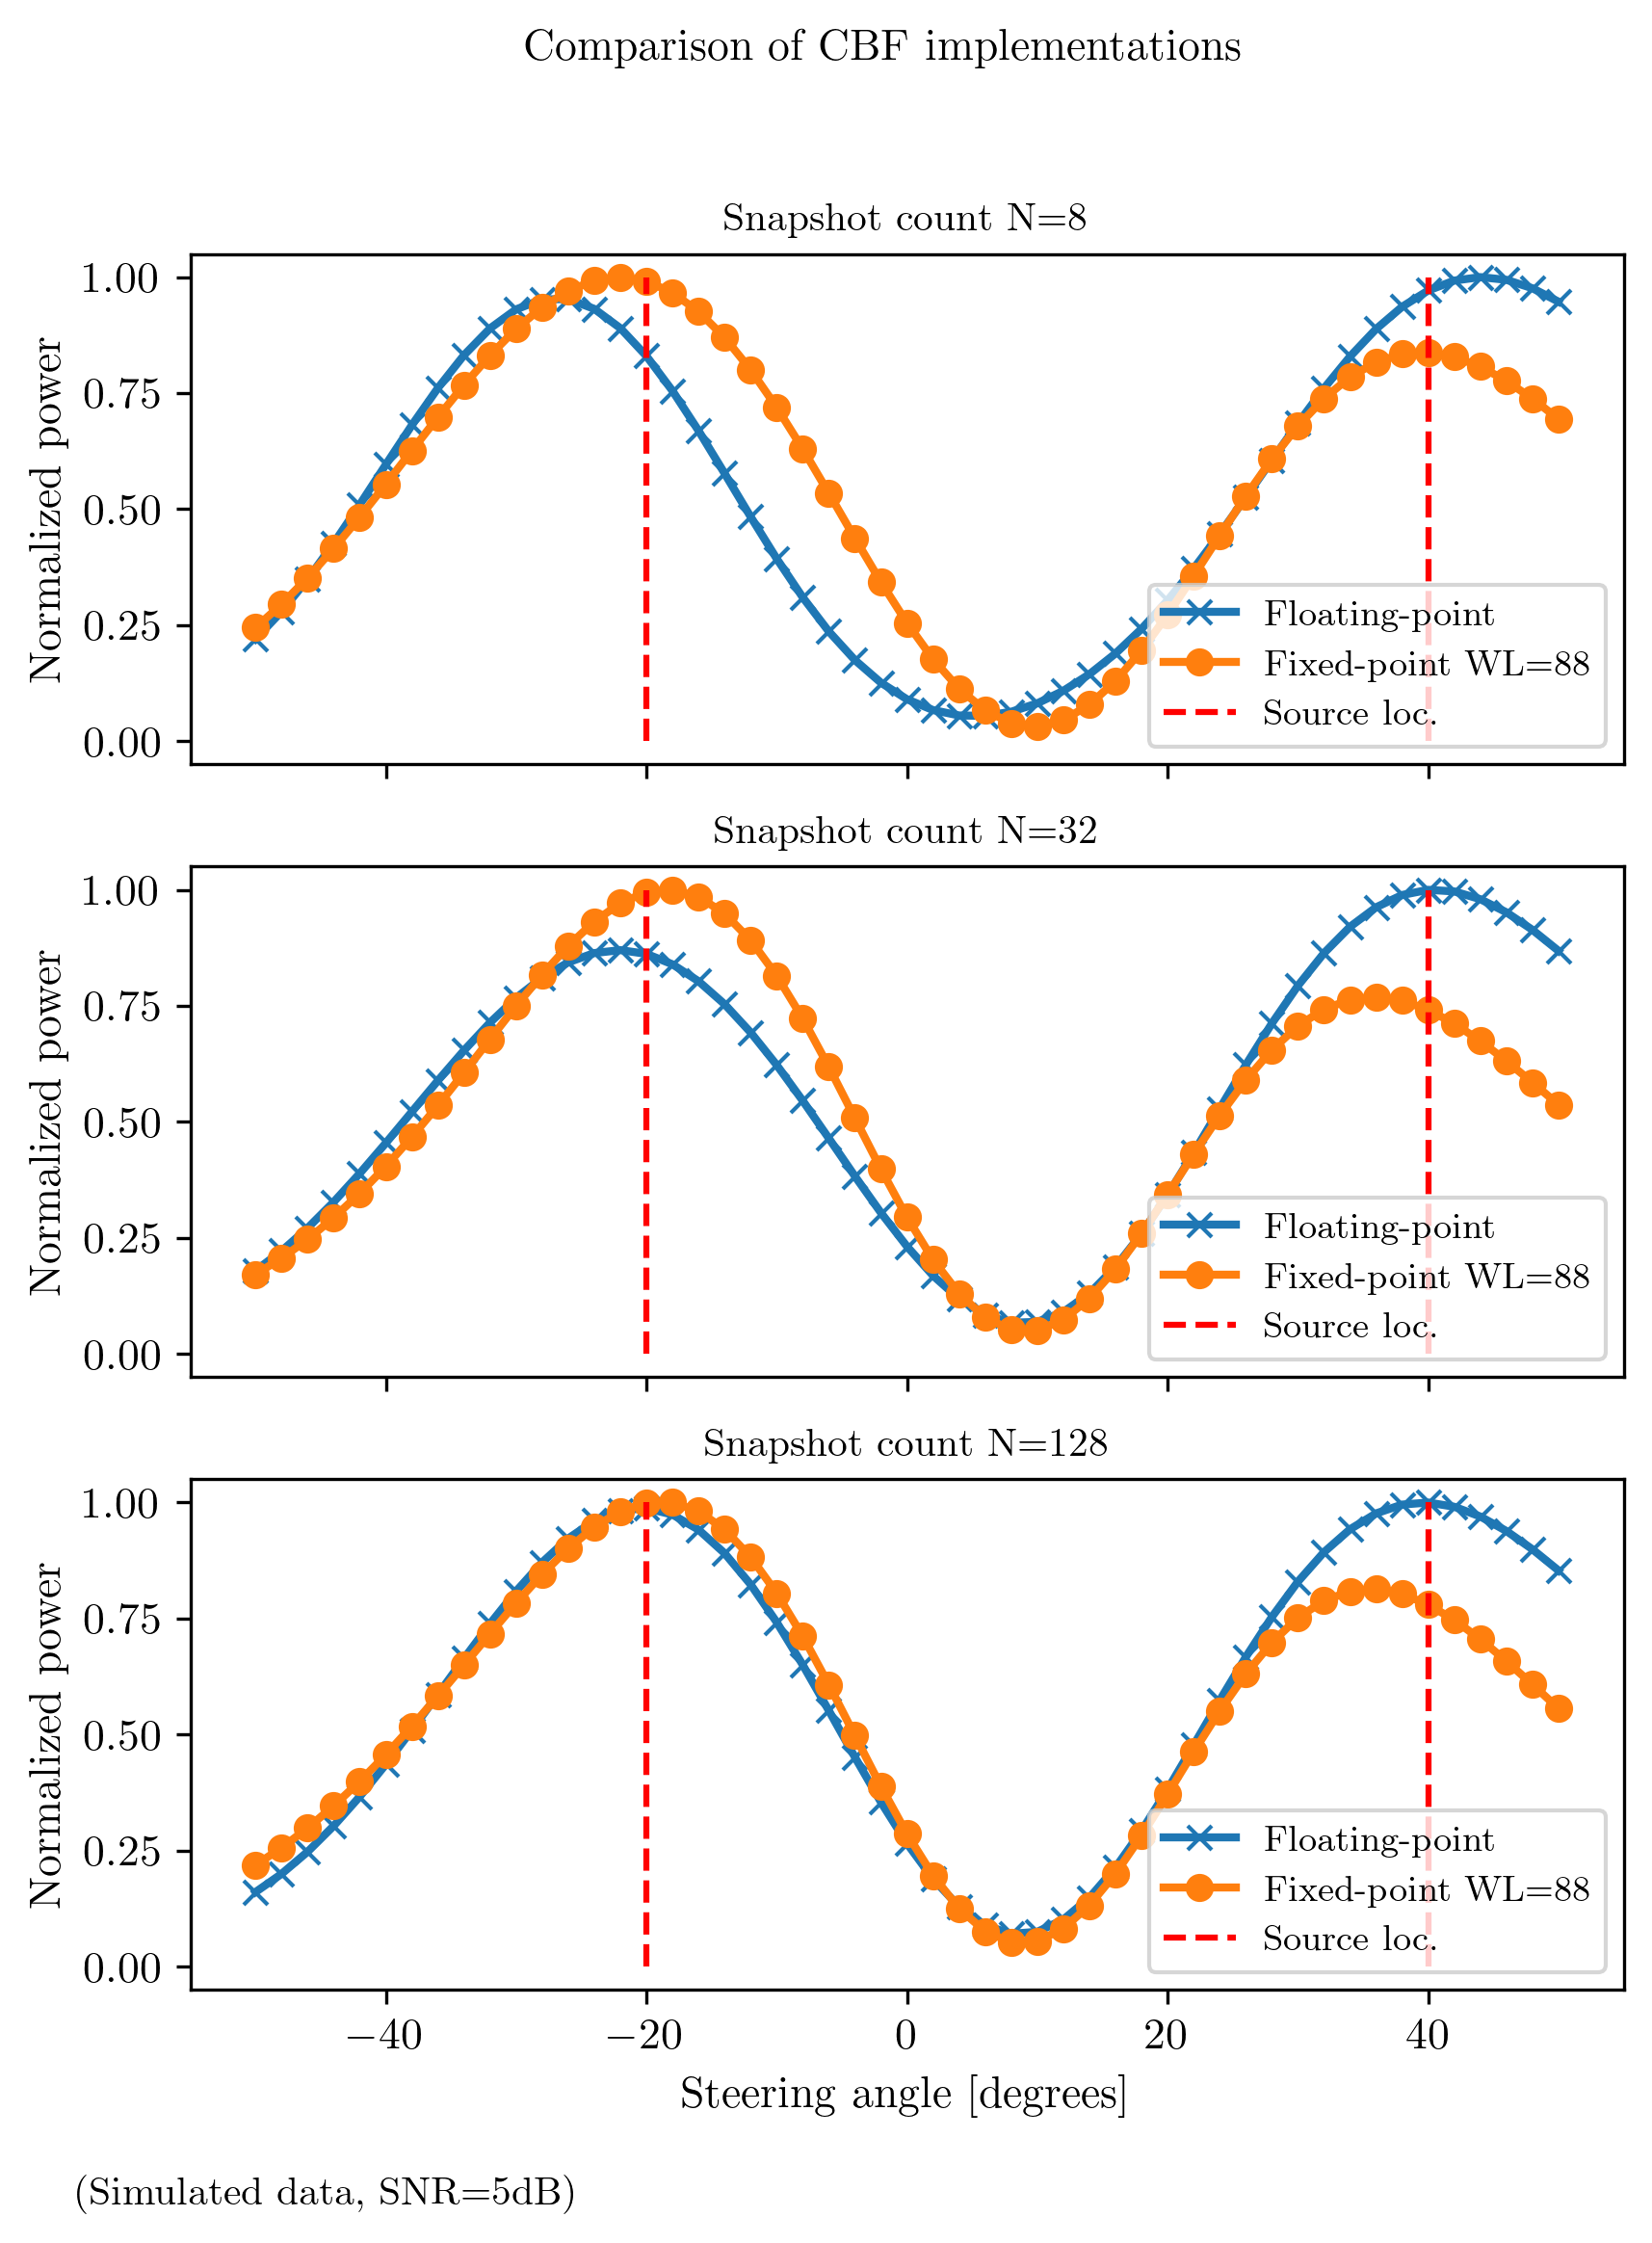 Comparison of CBF implementations
Snapshot count N=8
Normalized power
1.00
0.75
0.50
0.25
0.00
Floating-point
Fixed-point WL=88
Source loc.
Snapshot count N=32
Normalized power
1.00
0.75
0.50
0.25
0.00
Floating-point
Fixed-point WL=88
Source loc.
Snapshot count N=128
Normalized power
1.00
0.75
0.50
0.25
0.00
Floating-point
Fixed-point WL=88
Source loc.
−40 −20 0 20 40
Steering angle [degrees]
(Simulated data, SNR=5dB)